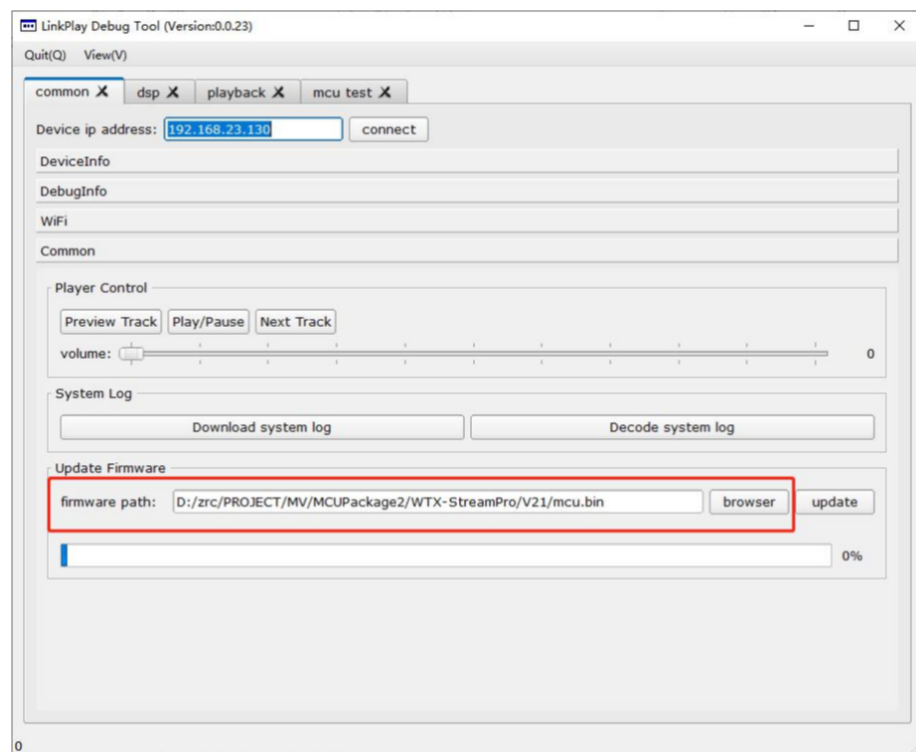 LinkPlay Debug Tool (Version:0.0.23)
Quit(Q) View(V)
common dsp playback mcu test
Device ip address: 192.168.23.130 connect
DeviceInfo
DebugInfo
WiFi
Common
Player Control
Preview Track Play/Pause Next Track
volume: 0
System Log
Download system log Decode system log
Update Firmware
firmware path: D:/zrc/PROJECT/MV/MCUPackage2/WTX-StreamPro/V21/mcu.bin browser update
0%
0